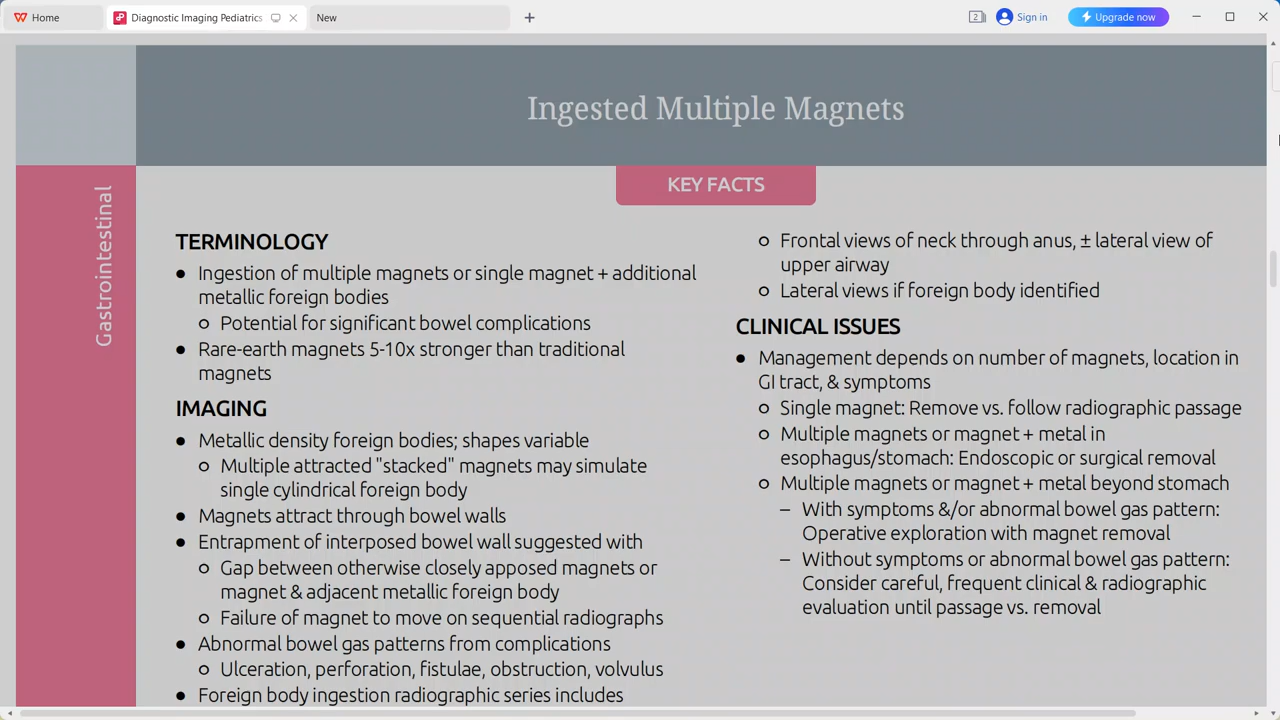 Home
Diagnostic Imaging Pediatrics
New
2
Sign in
Upgrade now
Ingested Multiple Magnets
KEY FACTS
Gastrointestinal
TERMINOLOGY
● Ingestion of multiple magnets or single magnet + additional
metallic foreign bodies
○ Potential for significant bowel complications
● Rare-earth magnets 5-10x stronger than traditional
magnets
IMAGING
● Metallic density foreign bodies; shapes variable
○ Multiple attracted "stacked" magnets may simulate
single cylindrical foreign body
● Magnets attract through bowel walls
● Entrapment of interposed bowel wall suggested with
○ Gap between otherwise closely apposed magnets or
magnet & adjacent metallic foreign body
○ Failure of magnet to move on sequential radiographs
● Abnormal bowel gas patterns from complications
○ Ulceration, perforation, fistulae, obstruction, volvulus
● Foreign body ingestion radiographic series includes
○ Frontal views of neck through anus, ± lateral view of
upper airway
○ Lateral views if foreign body identified
CLINICAL ISSUES
● Management depends on number of magnets, location in
GI tract, & symptoms
○ Single magnet: Remove vs. follow radiographic passage
○ Multiple magnets or magnet + metal in
esophagus/stomach: Endoscopic or surgical removal
○ Multiple magnets or magnet + metal beyond stomach
– With symptoms &/or abnormal bowel gas pattern:
Operative exploration with magnet removal
– Without symptoms or abnormal bowel gas pattern:
Consider careful, frequent clinical & radiographic
evaluation until passage vs. removal